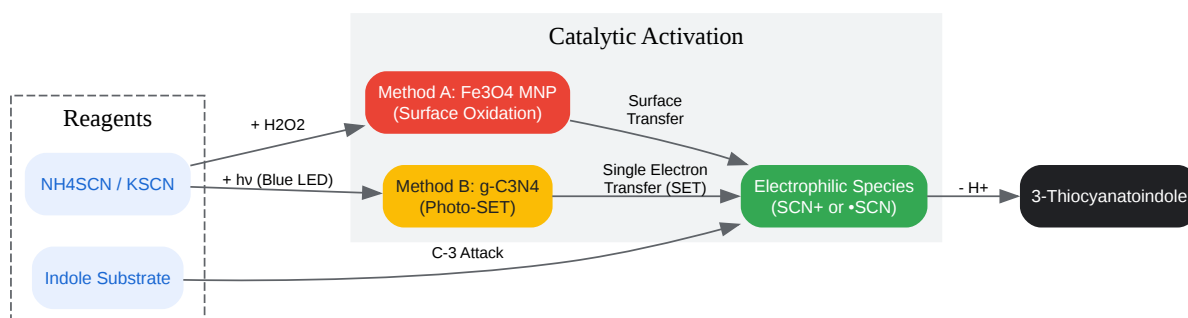 Catalytic Activation
Reagents
NH4SCN / KSCN
Indole Substrate
+ H2O2
+ hν (Blue LED)
Method A: Fe3O4 MNP
(Surface Oxidation)
Method B: g-C3N4
(Photo-SET)
Surface
Transfer
Single Electron
Transfer (SET)
C-3 Attack
Electrophilic Species
(SCN+ or •SCN)
- H+
3-Thiocyanatoindole